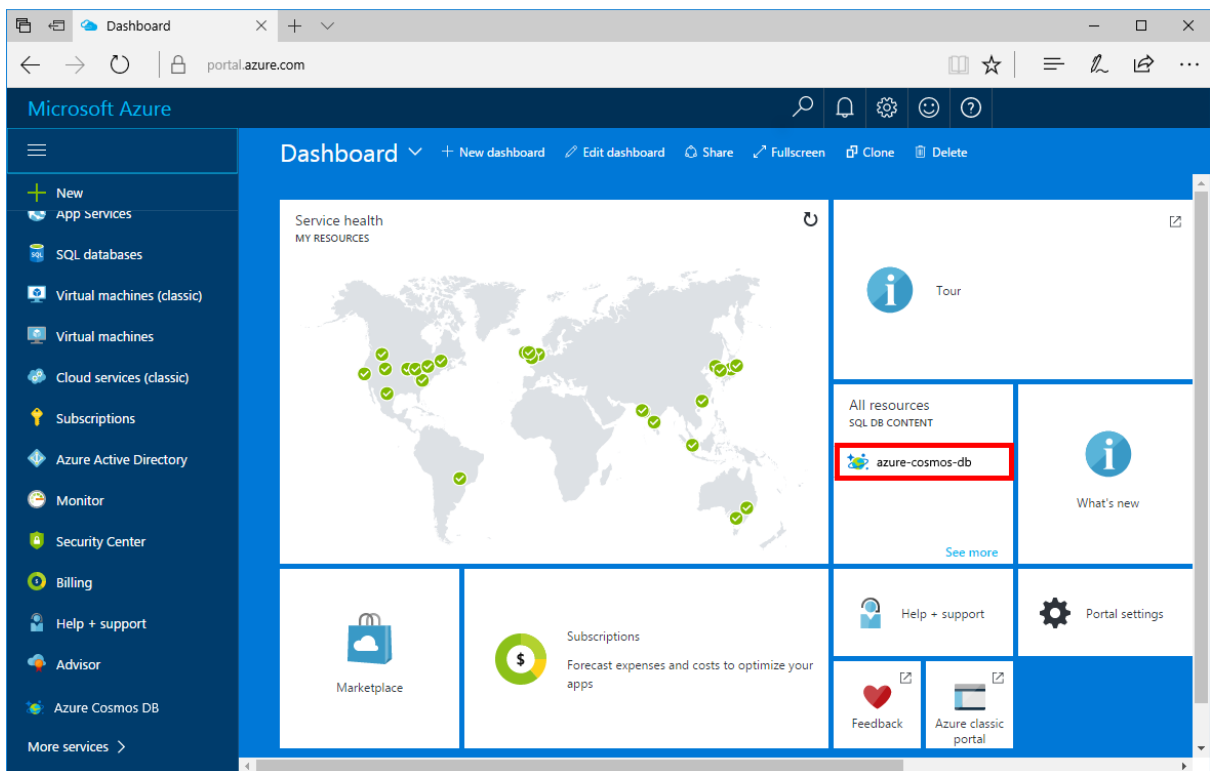 Dashboard
portal.azure.com
Microsoft Azure
Dashboard
New dashboard
Edit dashboard
Share
Fullscreen
Clone
Delete
New
App Services
SQL databases
Virtual machines (classic)
Virtual machines
Cloud services (classic)
Subscriptions
Azure Active Directory
Monitor
Security Center
Billing
Help + support
Advisor
Azure Cosmos DB
More services
Service health
MY RESOURCES
Tour
All resources
SQL DB CONTENT
azure-cosmos-db
See more
What's new
Marketplace
$
Subscriptions
Forecast expenses and costs to optimize your
apps
Help + support
Portal settings
Feedback
Azure classic
portal